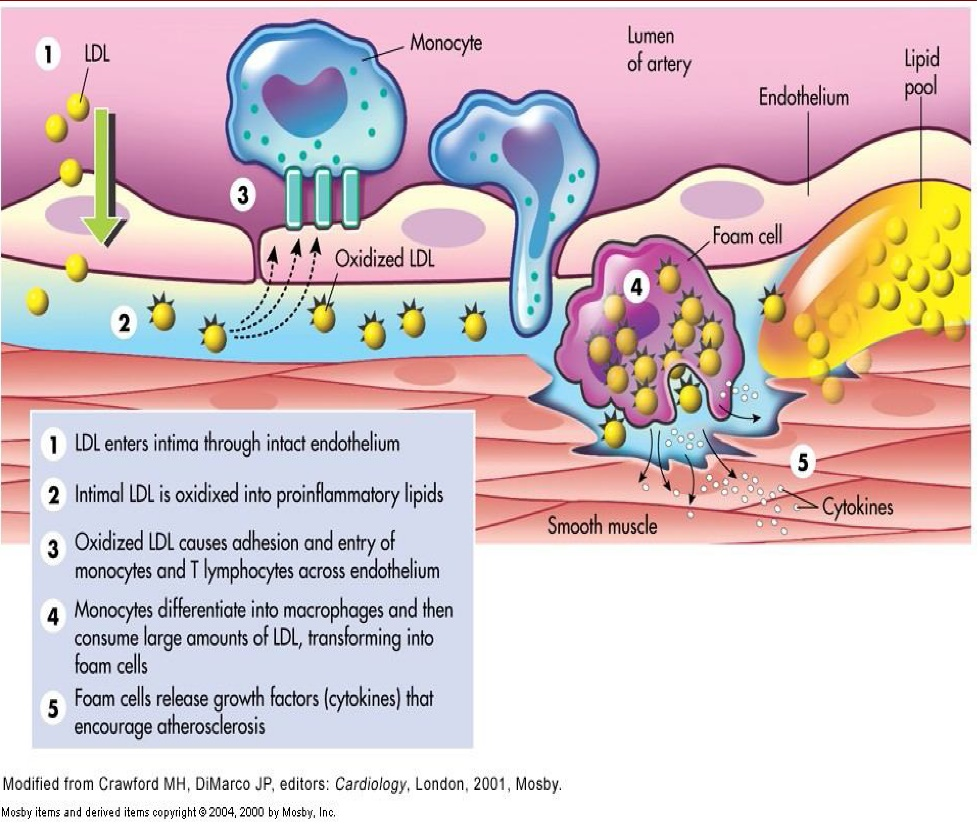 1
LDL
Monocyte
Lumen
of artery
Endothelium
Lipid
pool
3
Oxidized LDL
Foam cell
4
2
5
Cytokines
Smooth muscle
1 LDL enters intima through intact endothelium
2 Intimal LDL is oxidixed into proinflammatory lipids
3 Oxidized LDL causes adhesion and entry of
monocytes and T lymphocytes across endothelium
4 Monocytes differentiate into macrophages and then
consume large amounts of LDL, transforming into
foam cells
5 Foam cells release growth factors (cytokines) that
encourage atherosclerosis
Modified from Crawford MH, DiMarco JP, editors: Cardiology, London, 2001, Mosby.
Mosby items and derived items copyright © 2004, 2000 by Mosby, Inc.